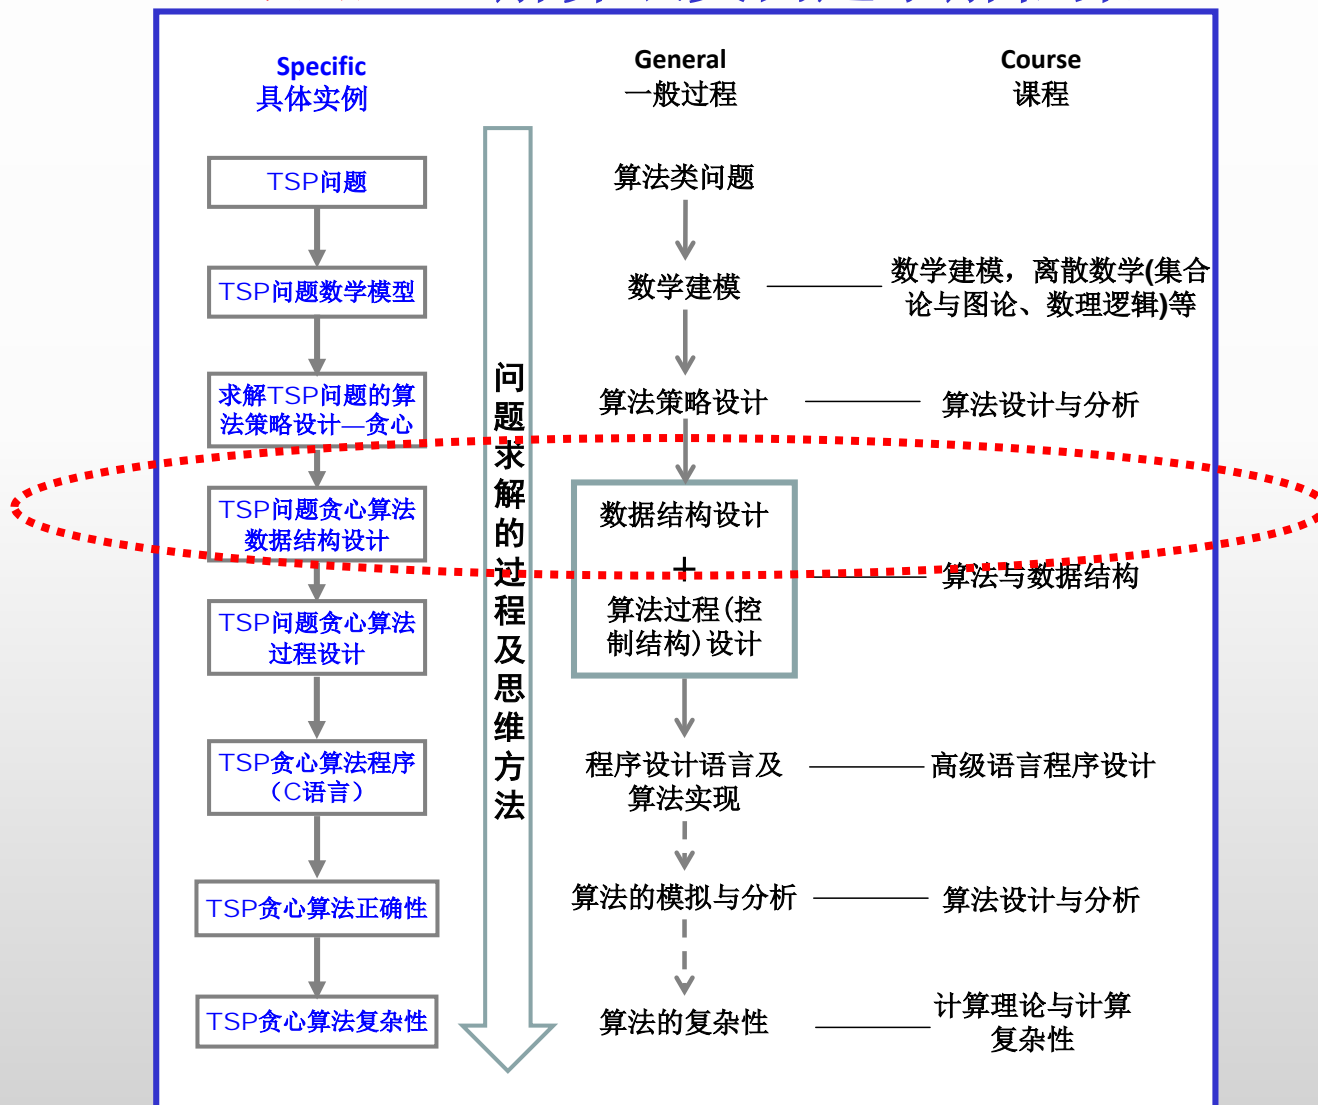 Specific
具体实例
General
一般过程
Course
课程
TSP问题
TSP问题数学模型
求解TSP问题的算
法策略设计—贪心
TSP问题贪心算法
数据结构设计
TSP问题贪心算法
过程设计
TSP贪心算法程序
（C语言）
TSP贪心算法正确性
TSP贪心算法复杂性
问题求解的过程及思维方法
算法类问题
数学建模
算法策略设计
数据结构设计
+
算法过程(控
制结构)设计
程序设计语言及
算法实现
算法的模拟与分析
算法的复杂性
数学建模，离散数学(集合
论与图论、数理逻辑)等
算法设计与分析
算法与数据结构
高级语言程序设计
算法设计与分析
计算理论与计算
复杂性